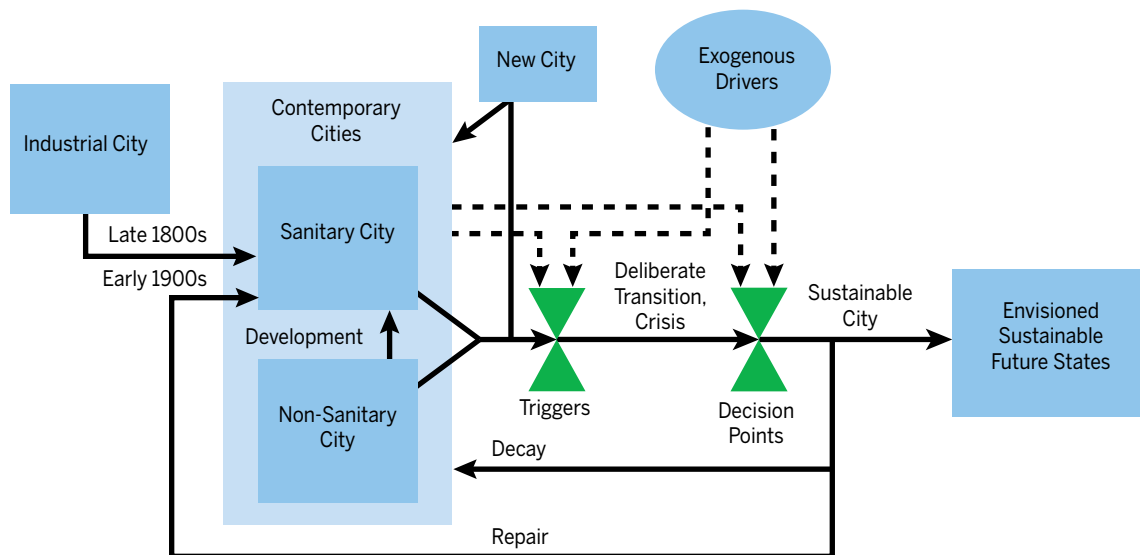 New City
Exogenous
Drivers
Contemporary
Cities
Industrial City
Sanitary City
Late 1800s
Early 1900s
Development
Non-Sanitary
City
Deliberate
Transition,
Crisis
Sustainable
City
Envisioned
Sustainable
Future States
Triggers
Decision
Points
Decay
Repair